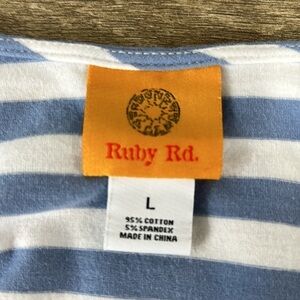 Ruby Rd.
L
95% COTTON
5% SPANDEX
MADE IN CHINA